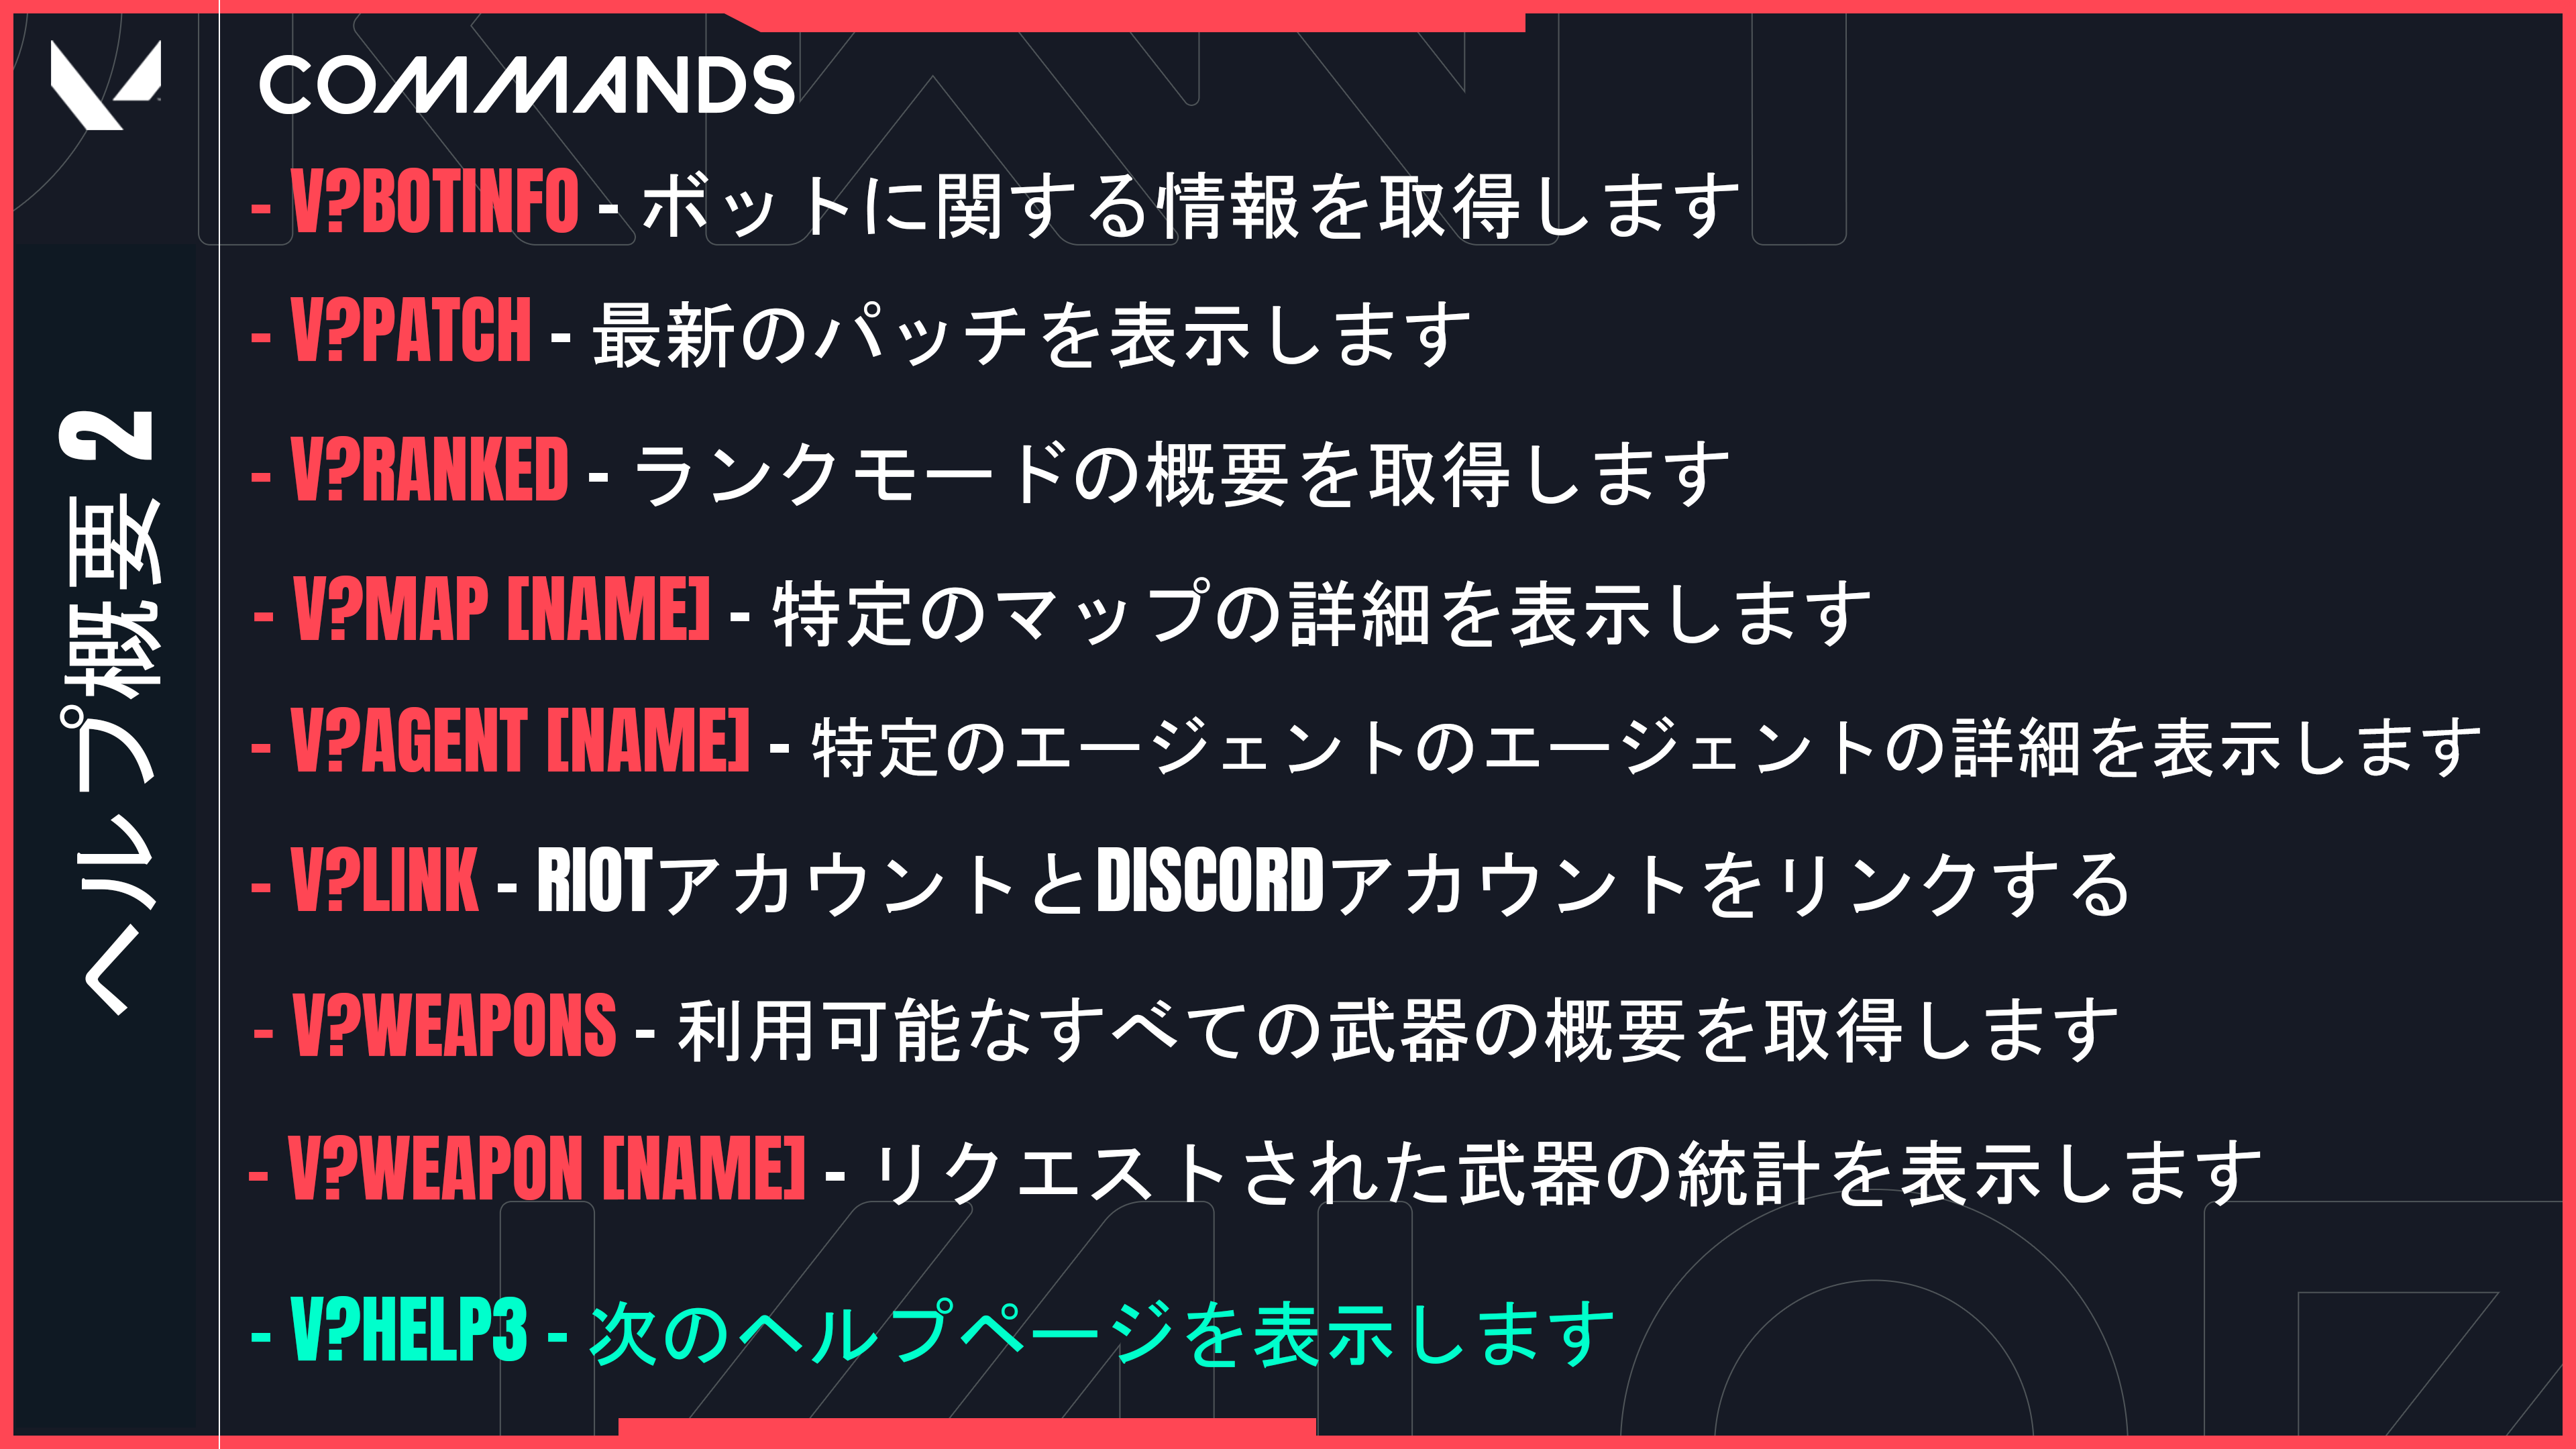 COMMANDS
- V?BOTINFO - ボットに関する情報を取得します
- V?PATCH - 最新のパッチを表示します
- V?RANKED - ランクモードの概要を取得します
- V?MAP [NAME] - 特定のマップの詳細を表示します
- V?AGENT [NAME] - 特定のエージェントのエージェントの詳細を表示します
- V?LINK - RIOTアカウントとDISCORDアカウントをリンクする
- V?WEAPONS - 利用可能なすべての武器の概要を取得します
- V?WEAPON [NAME] - リクエストされた武器の統計を表示します
- V?HELP3 - 次のヘルプページを表示します
ヘルプ概要 2